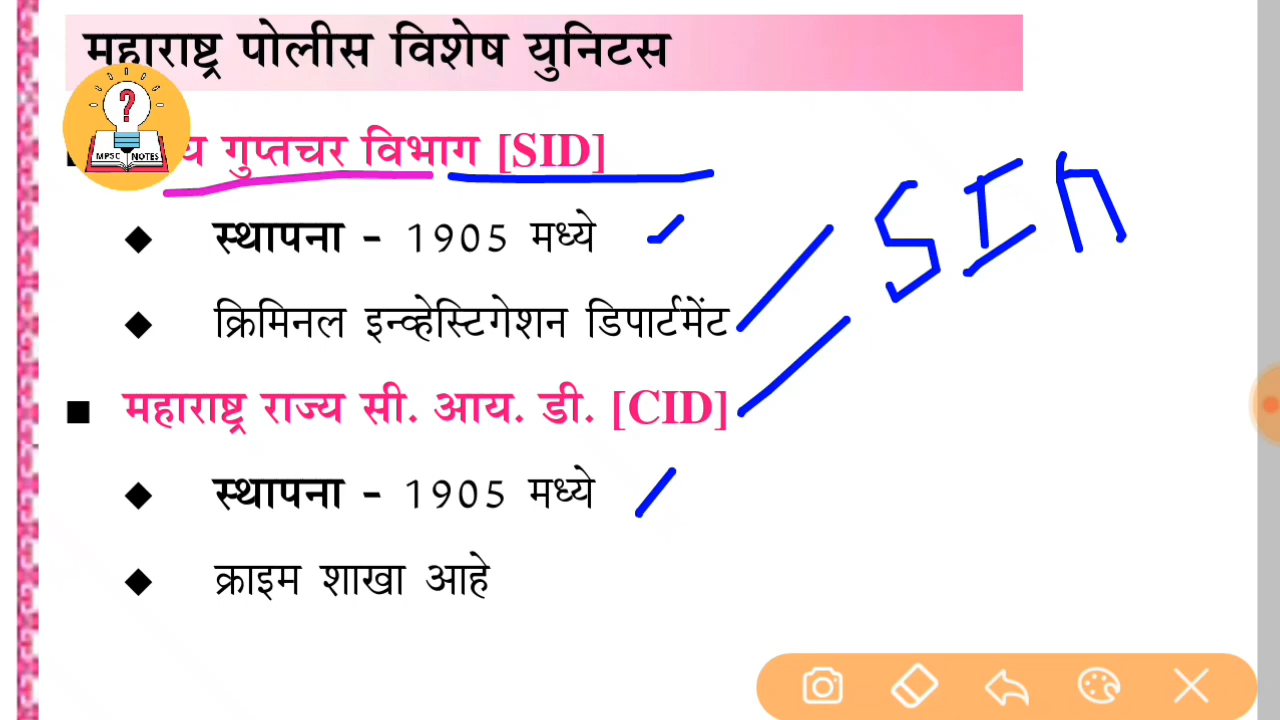 महाराष्ट्र पोलीस विशेष युनिटस
?
MPSC NOTES
गुप्तचर विभाग [SID]
स्थापना - 1905 मध्ये
क्रिमिनल इन्व्हेस्टिगेशन डिपार्टमेंट
महाराष्ट्र राज्य सी. आय. डी. [CID]
स्थापना - 1905 मध्ये
क्राइम शाखा आहे